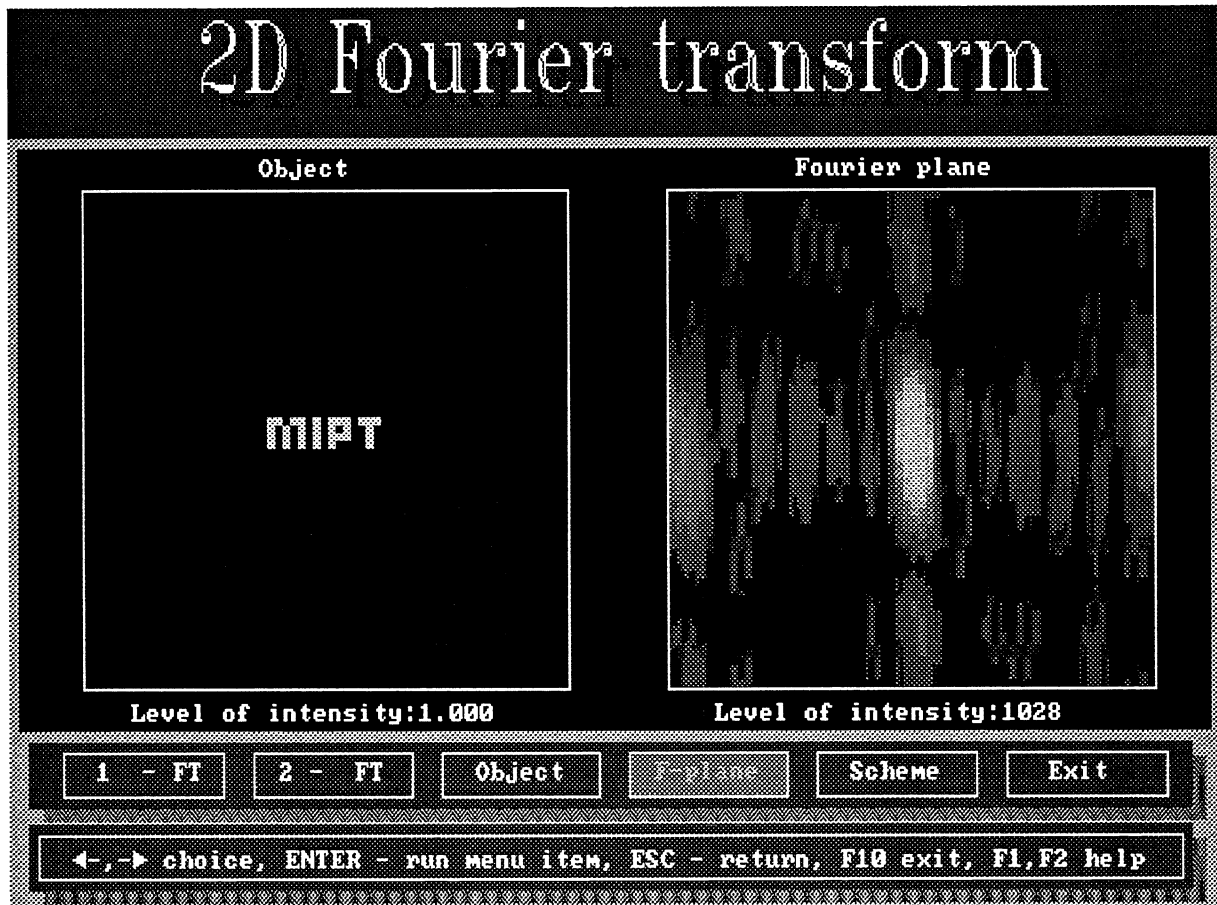 2D Fourier transform
Object
Fourier plane
MIPT
Level of intensity:1.000
Level of intensity:1028
1 - FT
2 - FT
Object
F-plane
Scheme
Exit
◄-,-► choice, ENTER - run menu item, ESC - return, F10 exit, F1,F2 help